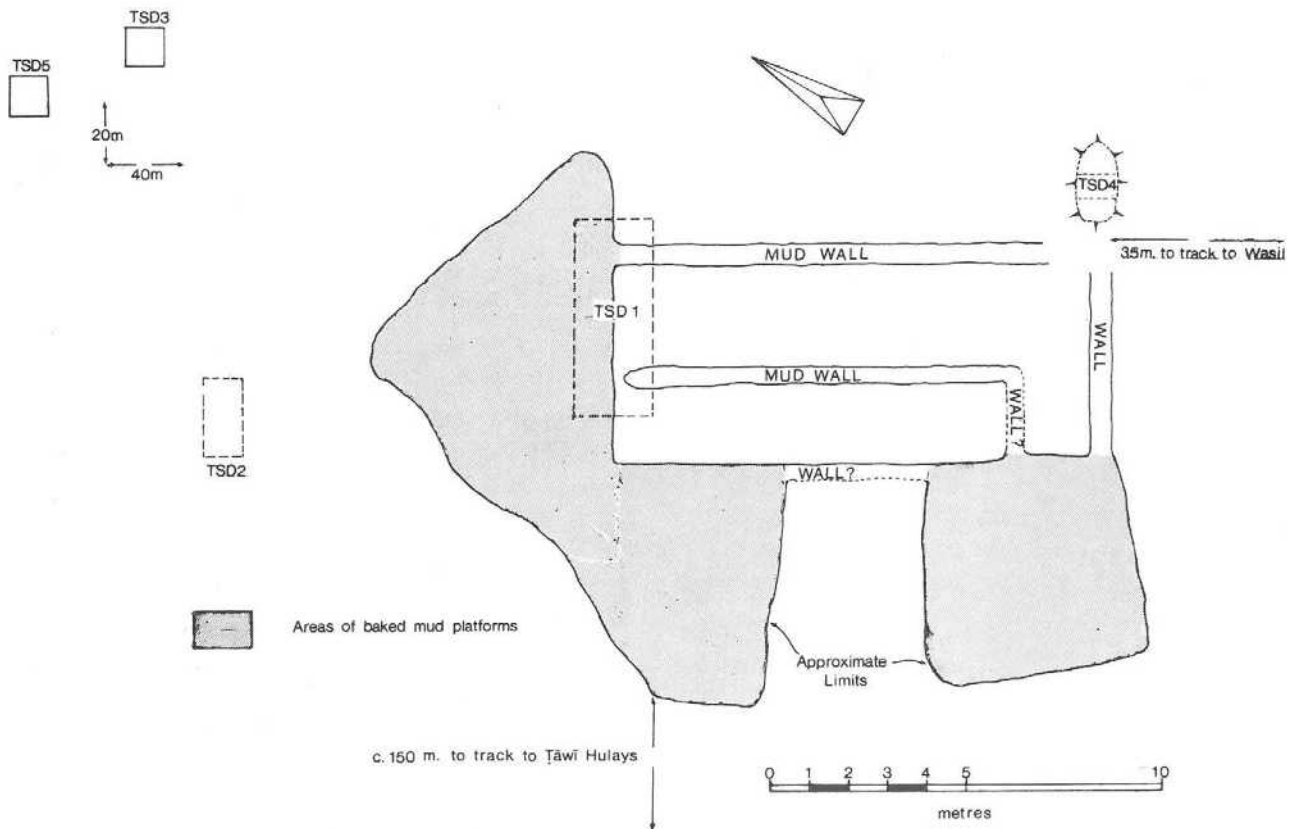 TSD3
TSD5
20m
40m
TSD4
MUD WALL
35m. to track to Wasil
TSD 1
WALL
MUD WALL
WALL?
TSD2
WALL?
Areas of baked mud platforms
Approximate
Limits
c. 150 m. to track to Ṭāwī Hulays
0 1 2 3 4 5 10
metres